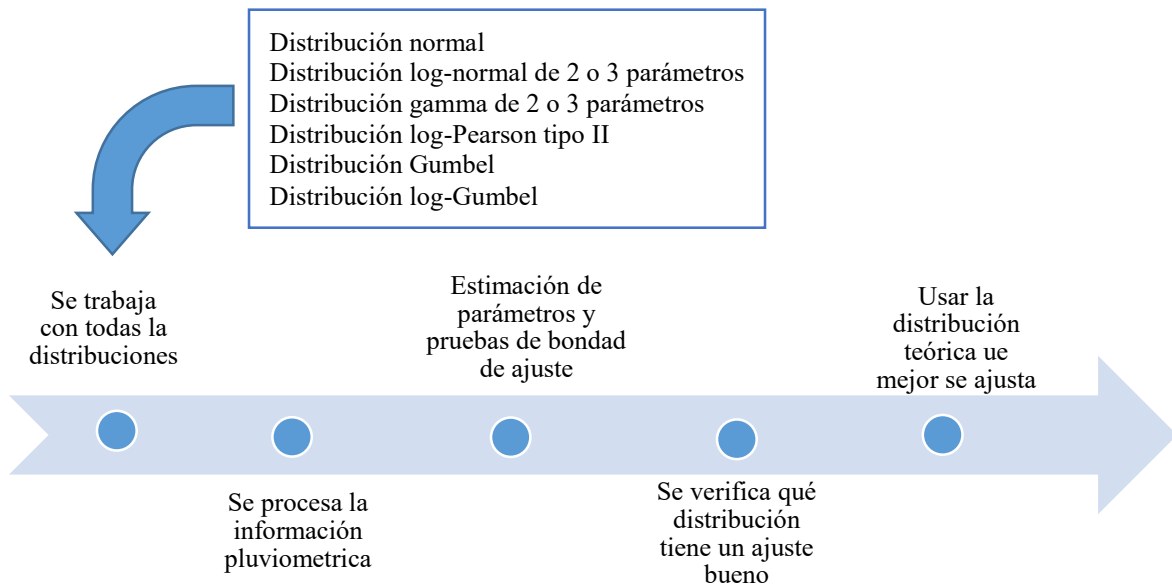 Distribución normal
Distribución log-normal de 2 o 3 parámetros
Distribución gamma de 2 o 3 parámetros
Distribución log-Pearson tipo II
Distribución Gumbel
Distribución log-Gumbel
Se trabaja
con todas la
distribuciones
Se procesa la
información
pluviometrica
Estimación de
parámetros y
pruebas de bondad
de ajuste
Se verifica qué
distribución
tiene un ajuste
bueno
Usar la
distribución
teórica ue
mejor se ajusta